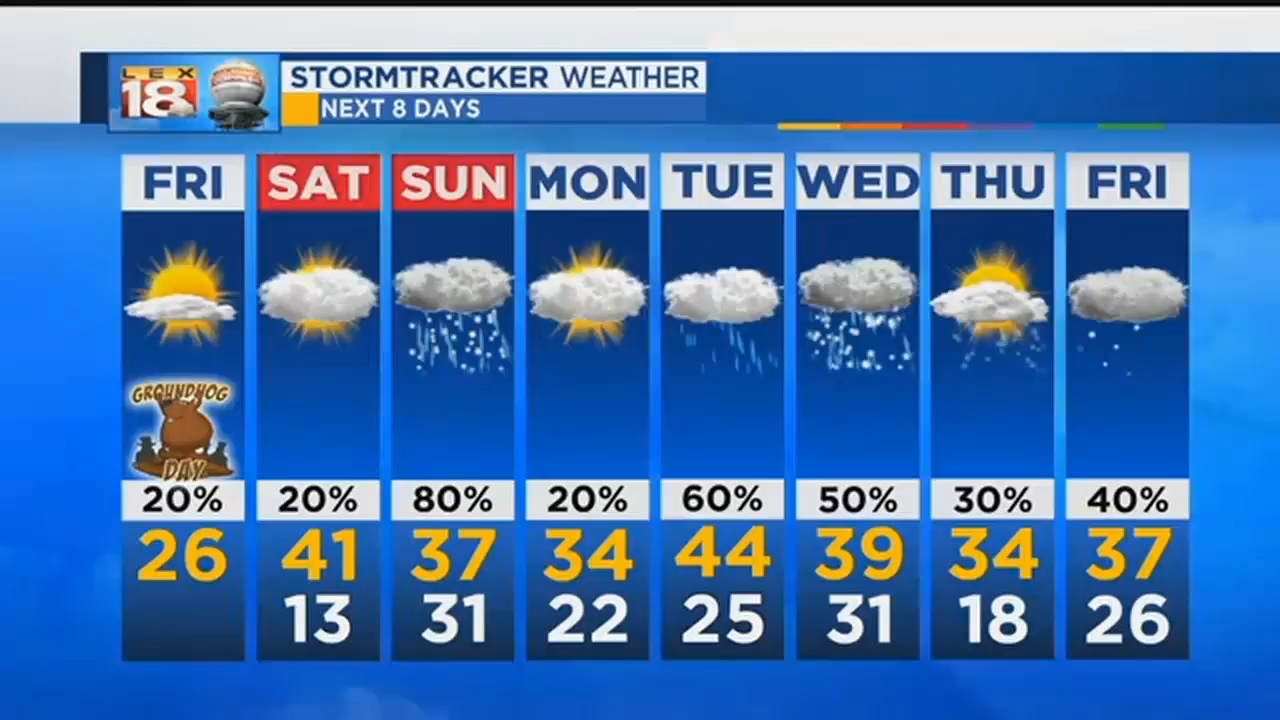 LEX
18
STORMTRACKER WEATHER
NEXT 8 DAYS
FRI SAT SUN MON TUE WED THU FRI
GROUNDHOG
DAY
20% 20% 80% 20% 60% 50% 30% 40%
26 41 37 34 44 39 34 37
13 31 22 25 31 18 26